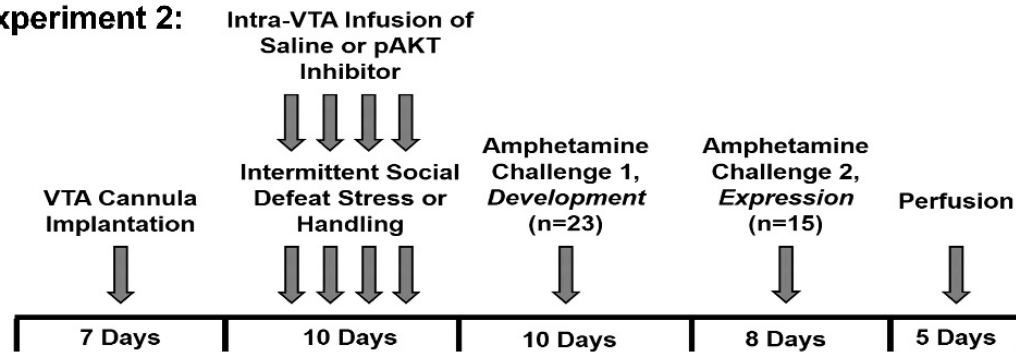 xperiment 2:
Intra-VTA Infusion of
Saline or pAKT
Inhibitor
VTA Cannula
Implantation
Intermittent Social
Defeat Stress or
Handling
Amphetamine
Challenge 1,
Development
(n=23)
Amphetamine
Challenge 2,
Expression
(n=15)
Perfusion
7 Days
10 Days
10 Days
8 Days
5 Days